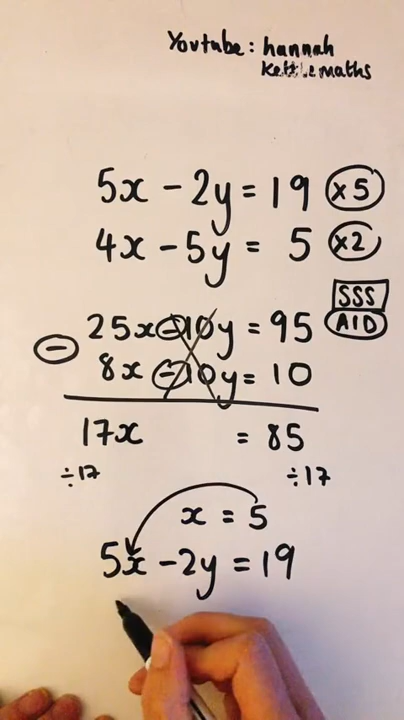 Youtube: hannah
Kettlemaths
5x - 2y = 19 ×5
4x - 5y = 5 ×2
SSS
25x - 10y = 95 AID
- 8x - 10y = 10
17x = 85
÷17 ÷17
x = 5
5x - 2y = 19